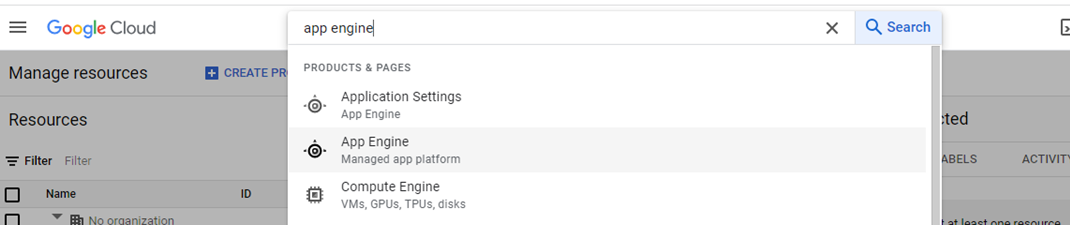 Google Cloud
app engine
Search
Manage resources
CREATE PR
PRODUCTS & PAGES
Application Settings
App Engine
Resources
cted
App Engine
Managed app platform
Filter Filter
ABELS
ACTIVITY
Compute Engine
VMs, GPUs, TPUs, disks
Name
ID
No organization
t at least one resource